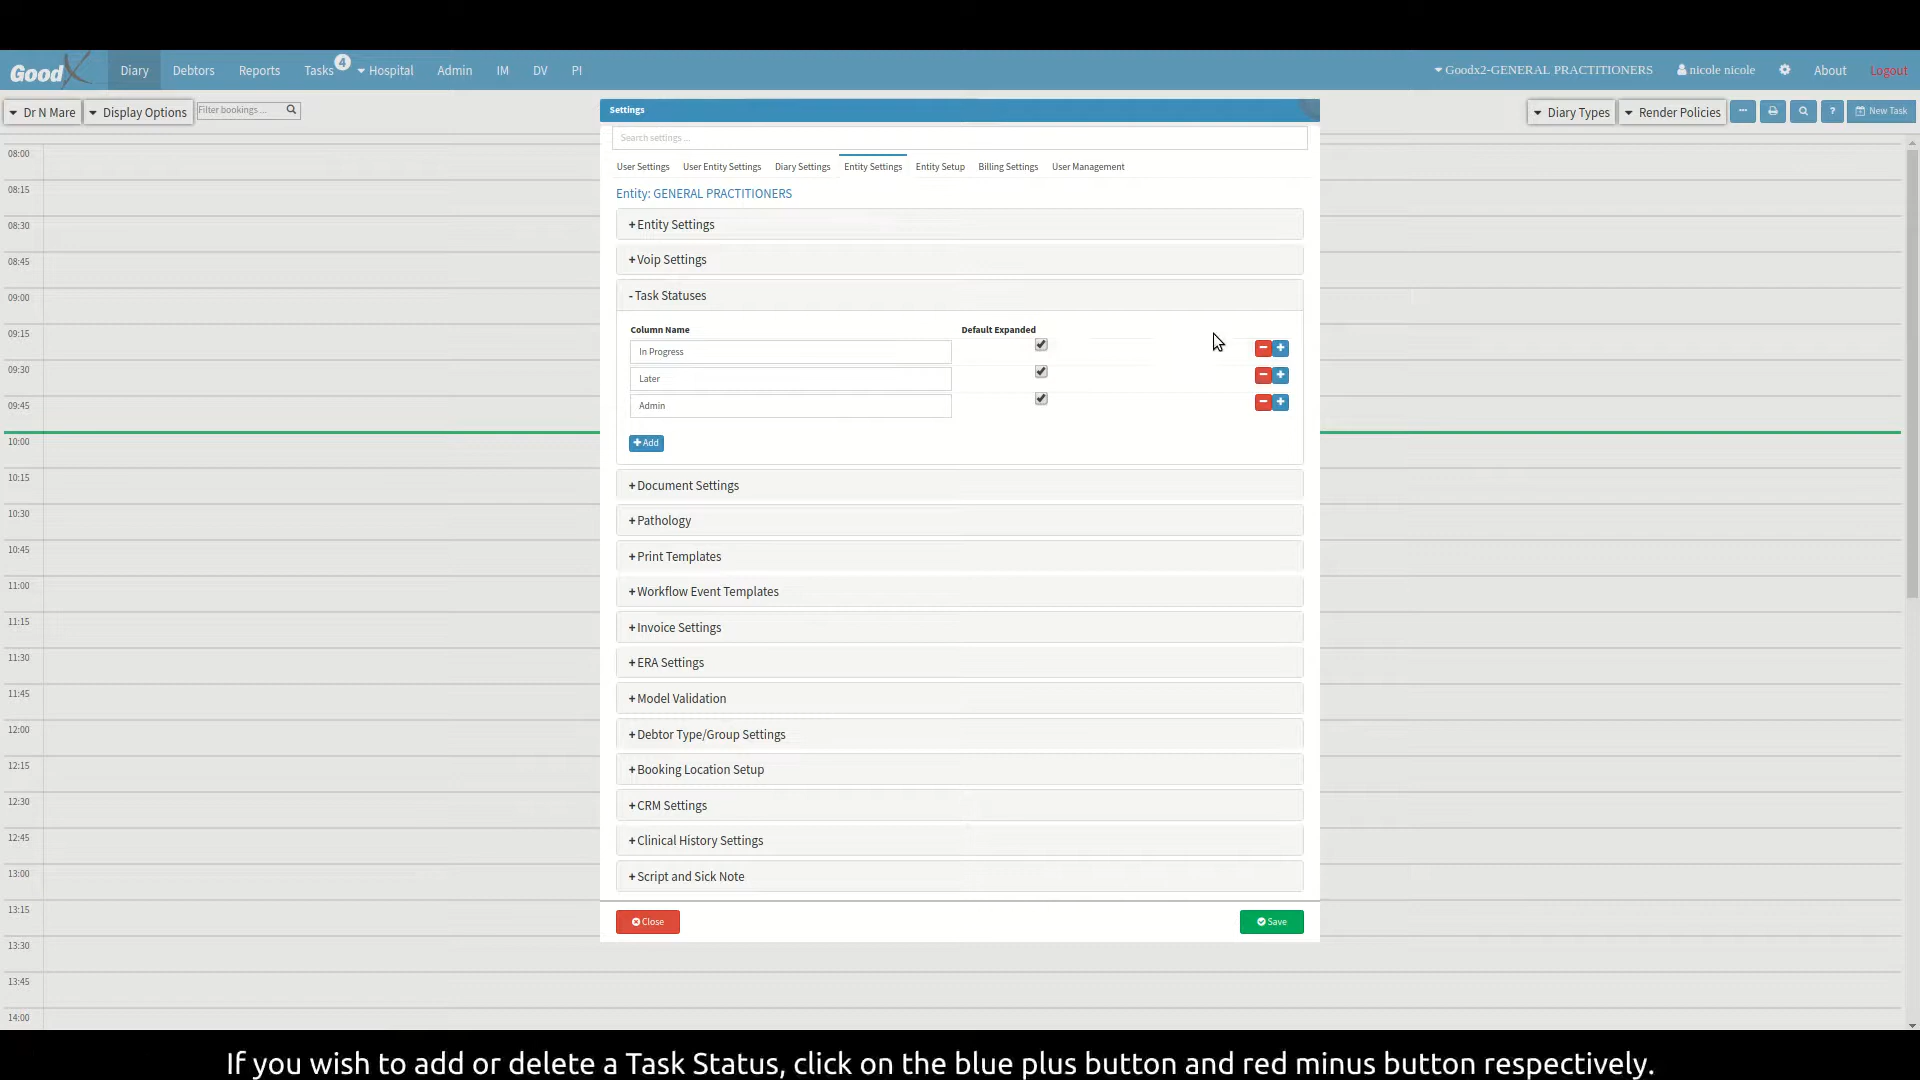 GoodX
Diary
Debtors
Reports
Tasks
4
Hospital
Admin
IM
DV
PI
Goodx2-GENERAL PRACTITIONERS
nicole nicole
About
Logout
Dr N Mare
Display Options
Filter bookings ...
Diary Types
Render Policies
...
?
New Task
Settings
Search settings ...
User Settings
User Entity Settings
Diary Settings
Entity Settings
Entity Setup
Billing Settings
User Management
Entity: GENERAL PRACTITIONERS
+ Entity Settings
+ Voip Settings
- Task Statuses
Column Name
Default Expanded
In Progress
Later
Admin
+ Add
+ Document Settings
+ Pathology
+ Print Templates
+ Workflow Event Templates
+ Invoice Settings
+ ERA Settings
+ Model Validation
+ Debtor Type/Group Settings
+ Booking Location Setup
+ CRM Settings
+ Clinical History Settings
+ Script and Sick Note
Close
Save
08:00
08:15
08:30
08:45
09:00
09:15
09:30
09:45
10:00
10:15
10:30
10:45
11:00
11:15
11:30
11:45
12:00
12:15
12:30
12:45
13:00
13:15
13:30
13:45
14:00
If you wish to add or delete a Task Status, click on the blue plus button and red minus button respectively.